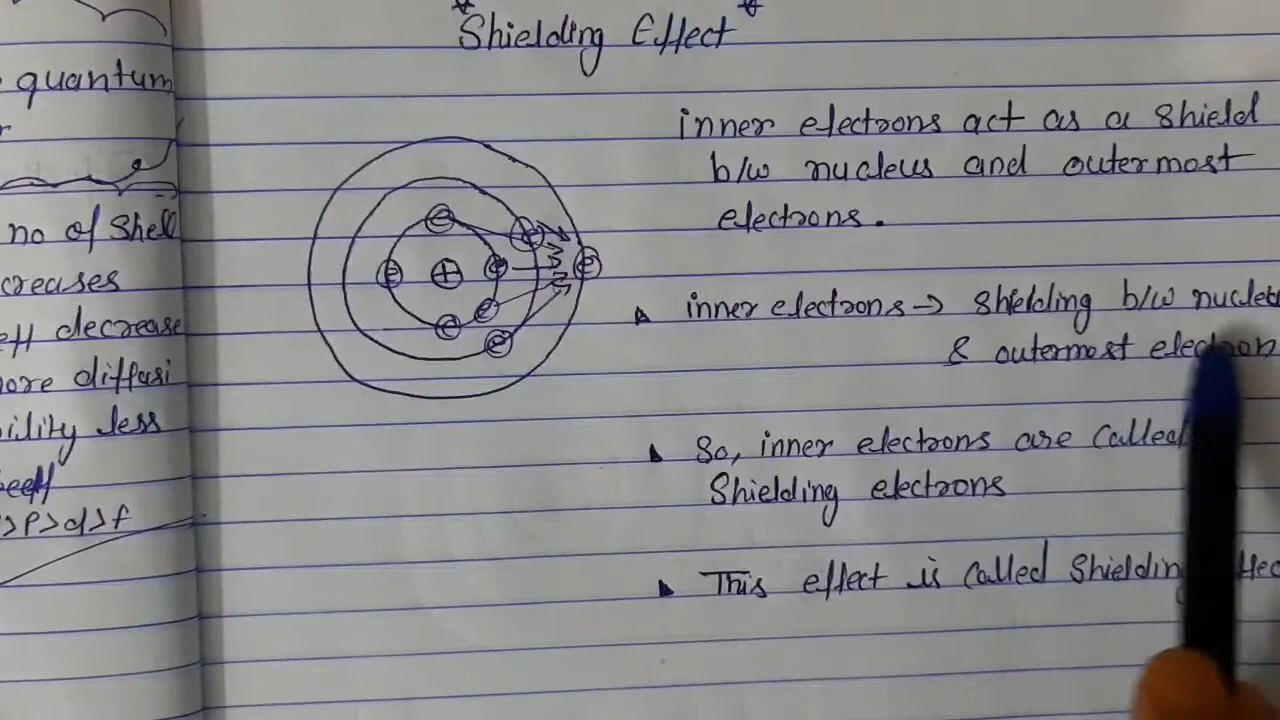 Shielding Effect
quantum
no of shell
creases
eff decrease
ore diffusi
ility less
eff
>P>d>f
inner electrons act as a shield
b/w nucleus and outermost
electrons.
inner electrons → shielding b/w nucle
& outermost electron
So, inner electrons are called
Shielding electrons
This effect is called Shieldin ffec
+